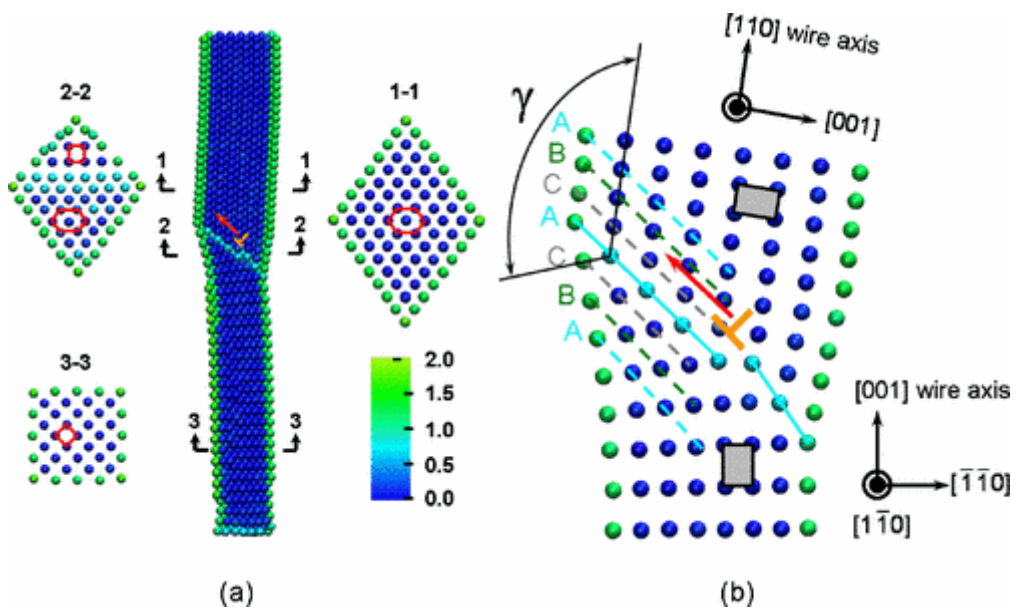 2-2
1-1
1
1
2
2
3-3
3
3
2.0
1.5
1.0
0.5
0.0
(a)
[110] wire axis
[001]
γ
A
B
C
A
C
B
A
[001] wire axis
[1̄1̄0]
[11̄0]
(b)